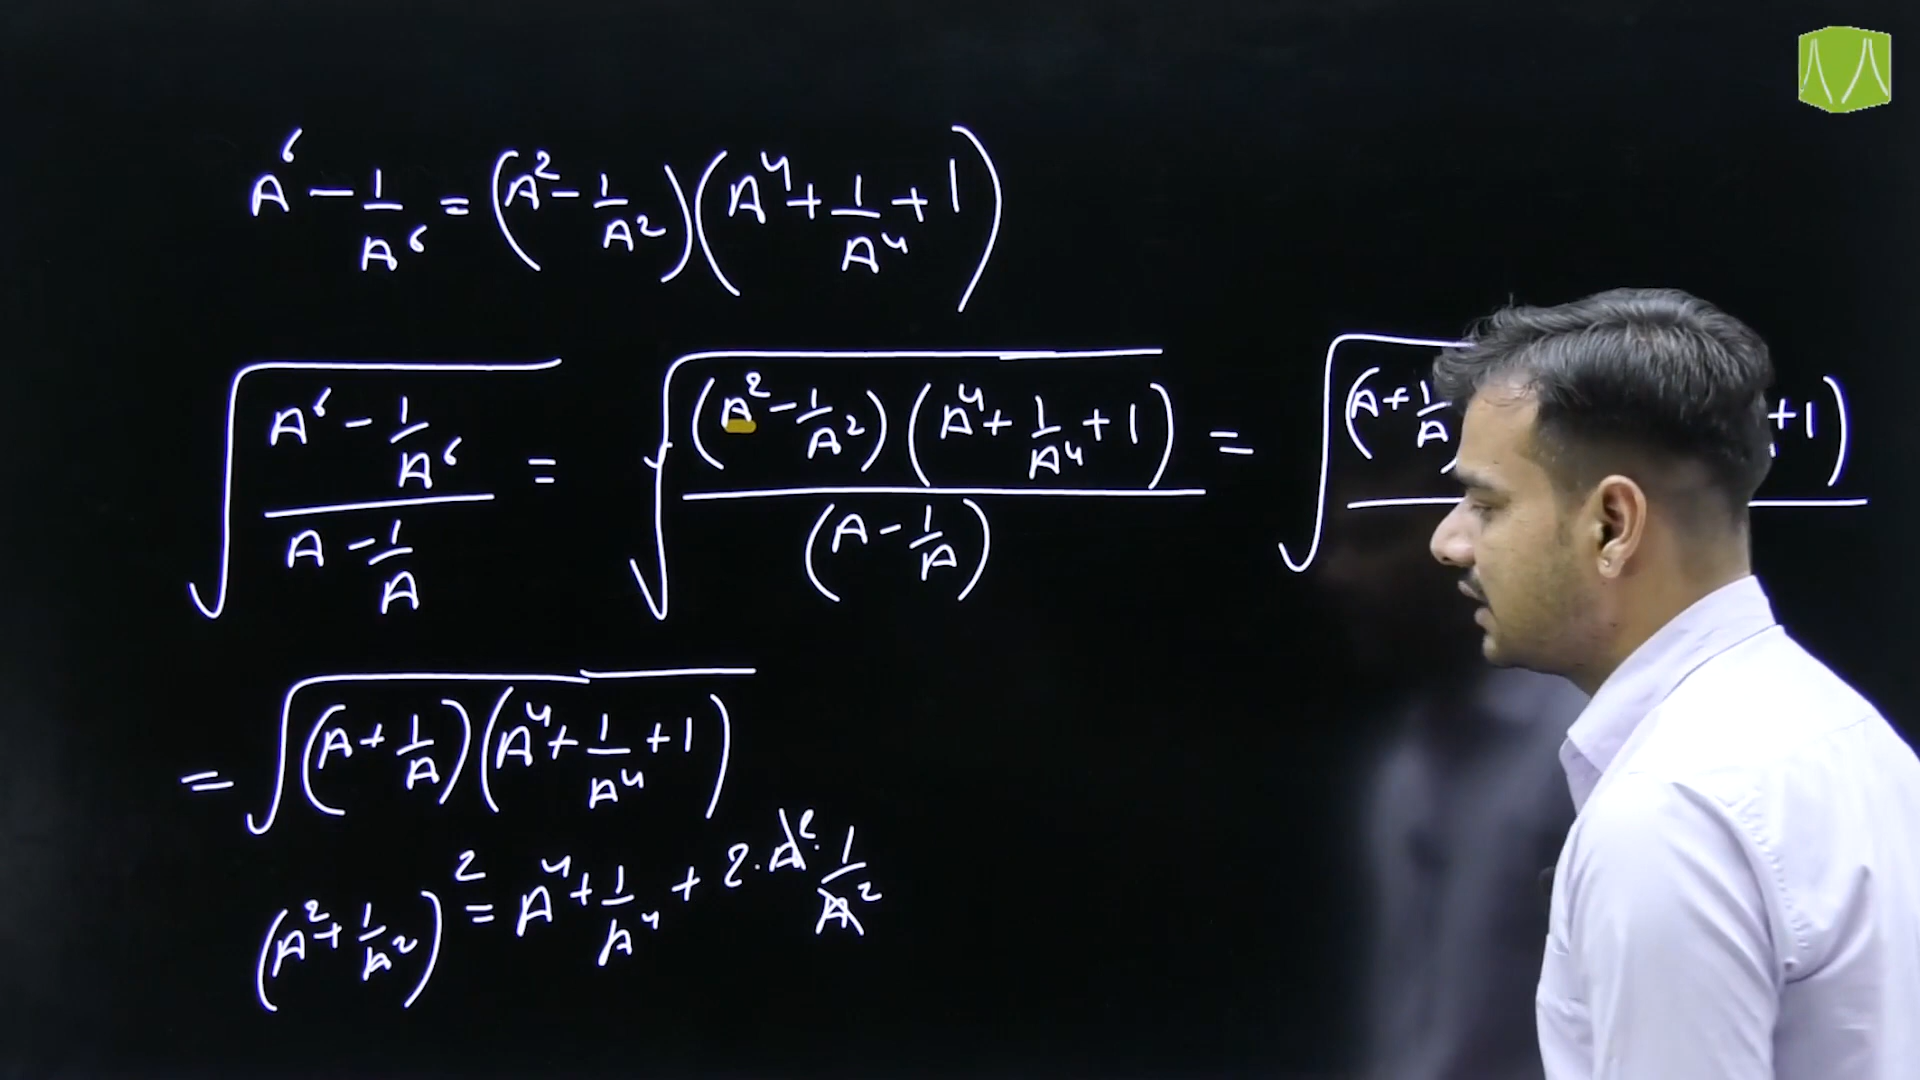 A⁶ - 1/A⁶ = (A² - 1/A²)(A⁴ + 1/A⁴ + 1)
√((A⁶ - 1/A⁶)/(A - 1/A)) = √((A² - 1/A²)(A⁴ + 1/A⁴ + 1)/(A - 1/A)) = √((A + 1/A) + 1)
= √((A + 1/A)(A⁴ + 1/A⁴ + 1))
(A² + 1/A²)² = A⁴ + 1/A⁴ + 2·A²·1/A²